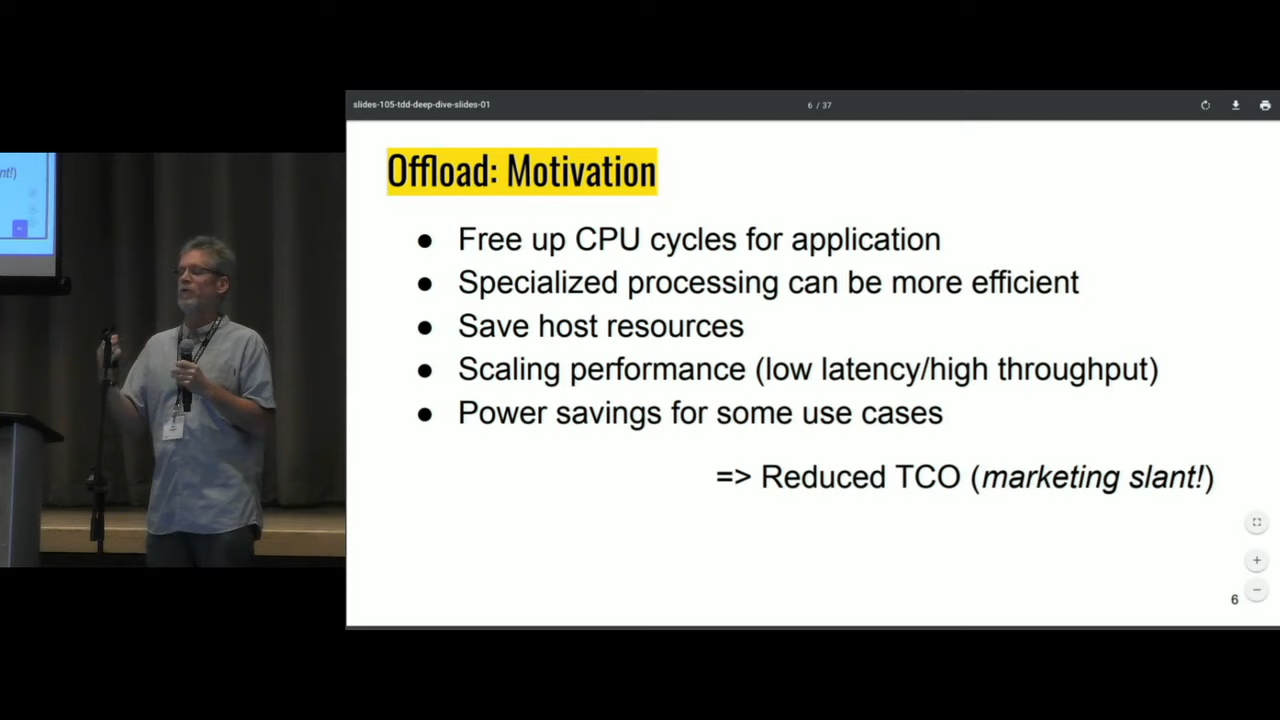 slides-105-tdd-deep-dive-slides-01
6 / 37
nt!)
Offload: Motivation
● Free up CPU cycles for application
● Specialized processing can be more efficient
● Save host resources
● Scaling performance (low latency/high throughput)
● Power savings for some use cases
=> Reduced TCO (marketing slant!)
6